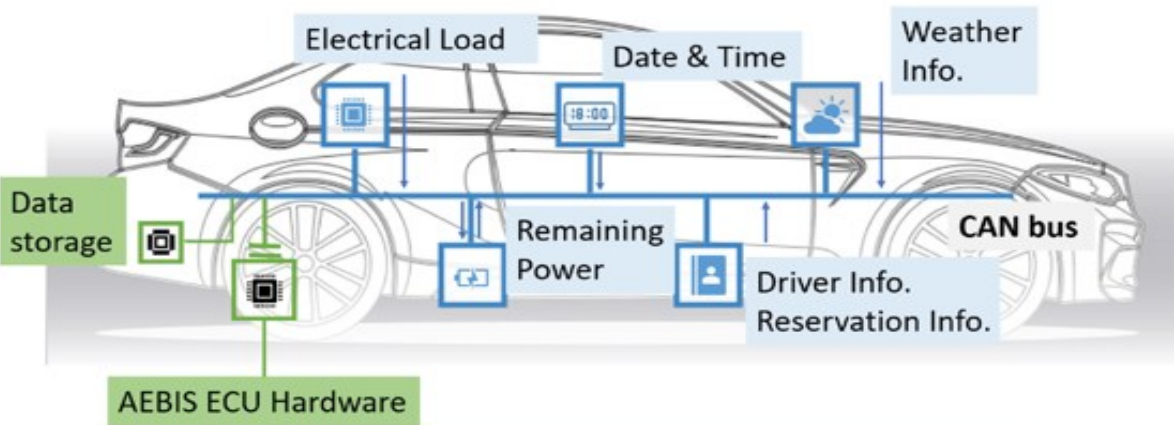 Electrical Load
Date & Time
Weather
Info.
18:00
Data
storage
Remaining
Power
CAN bus
Driver Info.
Reservation Info.
AEBIS ECU Hardware